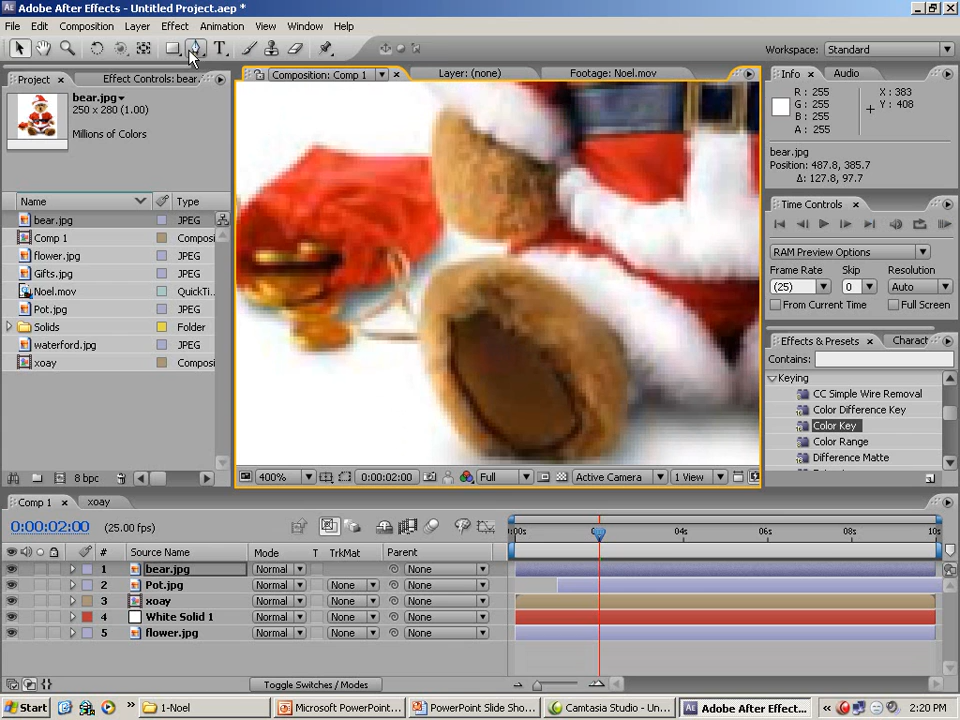 Adobe After Effects - Untitled Project.aep *
File Edit Composition Layer Effect Animation View Window Help
Workspace: Standard
Project Effect Controls: bear.
bear.jpg
250 x 280 (1.00)
Millions of Colors
Name Type
bear.jpg JPEG
Comp 1 Composi
flower.jpg JPEG
Gifts.jpg JPEG
Noel.mov QuickTi...
Pot.jpg JPEG
Solids Folder
waterford.jpg JPEG
xoay Composi
8 bpc
Composition: Comp 1 Layer: (none) Footage: Noel.mov
400% 0:00:02:00 Full Active Camera 1 View
Info Audio
R : 255
G : 255
B : 255
A : 255
X : 383
Y : 408
bear.jpg
Position: 487.8, 385.7
Δ: 127.8, 97.7
Time Controls
RAM Preview Options
Frame Rate Skip Resolution
(25) 0 Auto
From Current Time Full Screen
Effects & Presets Charact
Contains:
Keying
CC Simple Wire Removal
Color Difference Key
Color Key
Color Range
Difference Matte
Comp 1 xoay
0:00:02:00 (25.00 fps)
:00s 04s 06s 08s 10s
# Source Name Mode T TrkMat Parent
1 bear.jpg Normal None
2 Pot.jpg Normal None None
3 xoay Normal None None
4 White Solid 1 Normal None None
5 flower.jpg Normal None None
Toggle Switches / Modes
Start 1-Noel Microsoft PowerPoint... PowerPoint Slide Sho... Camtasia Studio - Un... Adobe After Effect... 2:20 PM